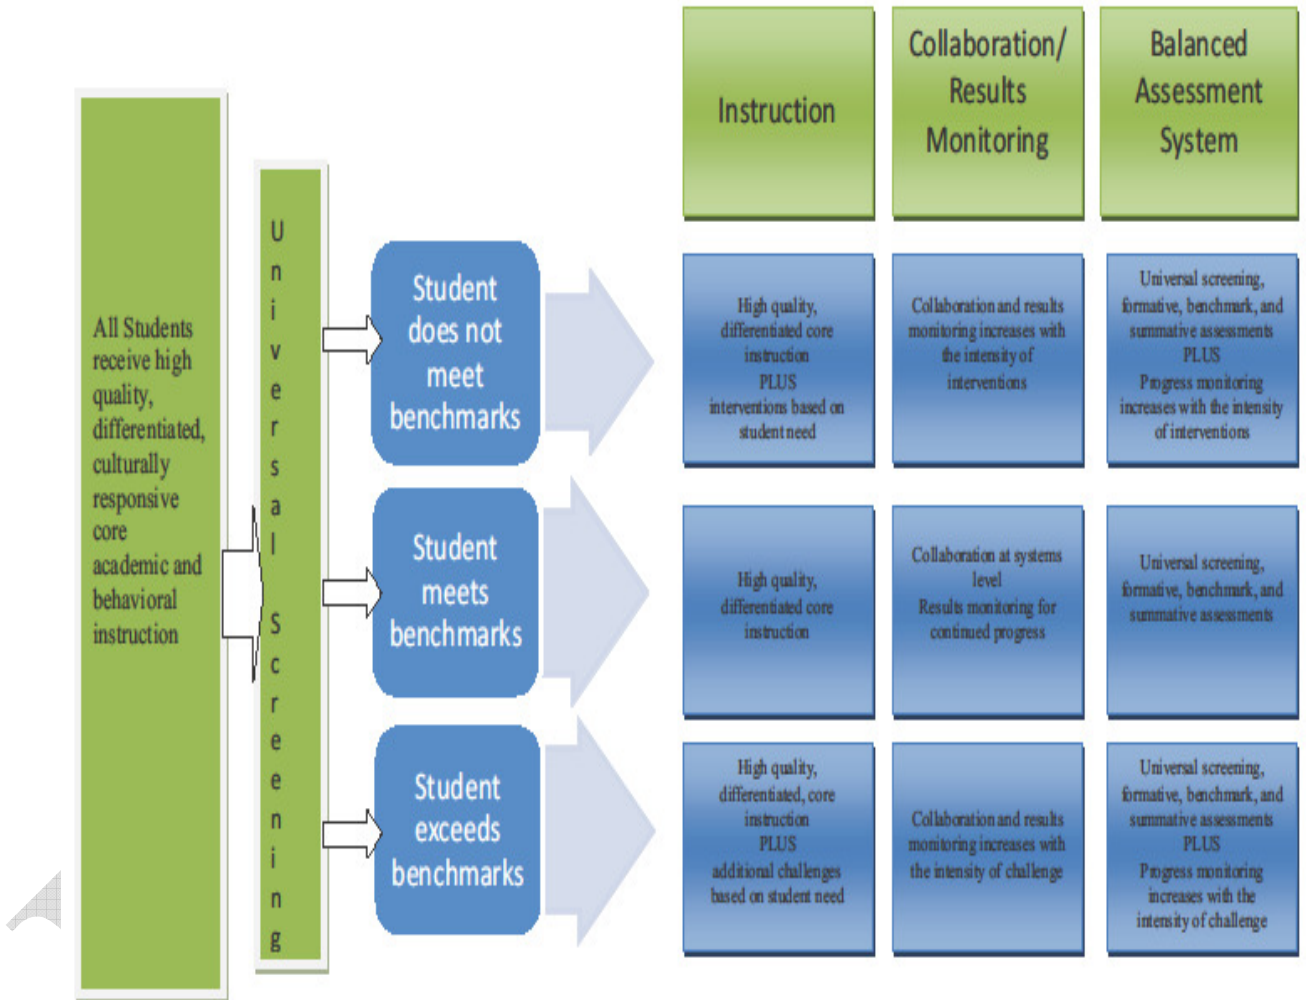 All Students
receive high
quality,
differentiated,
culturally
responsive
core
academic and
behavioral
instruction
Universal Screening
Student
does not
meet
benchmarks
Student
meets
benchmarks
Student
exceeds
benchmarks
Instruction
Collaboration/
Results
Monitoring
Balanced
Assessment
System
High quality,
differentiated core
instruction
PLUS
interventions based on
student need
Collaboration and results
monitoring increases with
the intensity of
interventions
Universal screening,
formative, benchmark, and
summative assessments
PLUS
Progress monitoring
increases with the intensity
of interventions
High quality,
differentiated core
instruction
Collaboration at systems
level
Results monitoring for
continued progress
Universal screening,
formative, benchmark, and
summative assessments
High quality,
differentiated, core
instruction
PLUS
additional challenges
based on student need
Collaboration and results
monitoring increases with
the intensity of challenge
Universal screening,
formative, benchmark, and
summative assessments
PLUS
Progress monitoring
increases with the
intensity of challenge